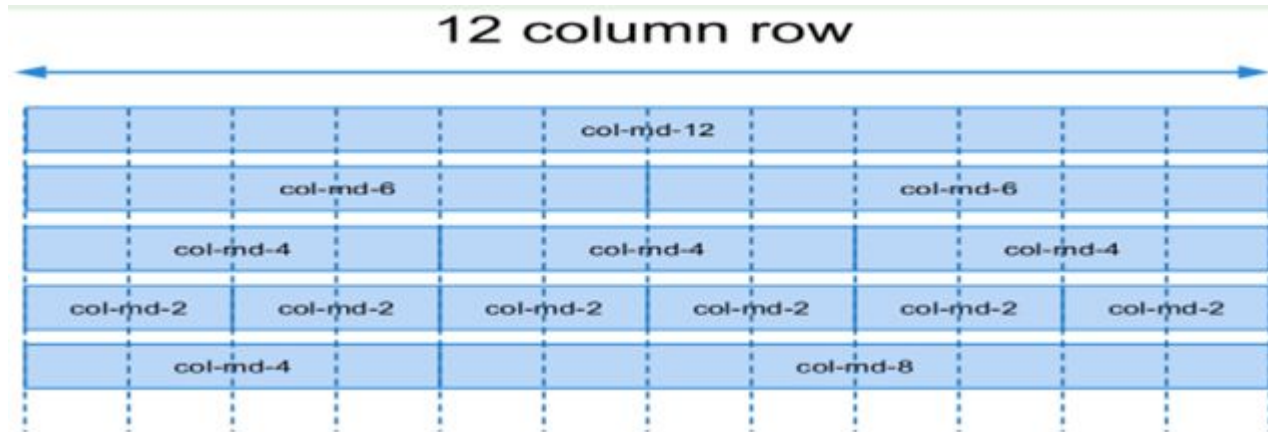 12 column row
col-md-12
col-md-6 col-md-6
col-md-4 col-md-4 col-md-4
col-md-2 col-md-2 col-md-2 col-md-2 col-md-2 col-md-2
col-md-4 col-md-8